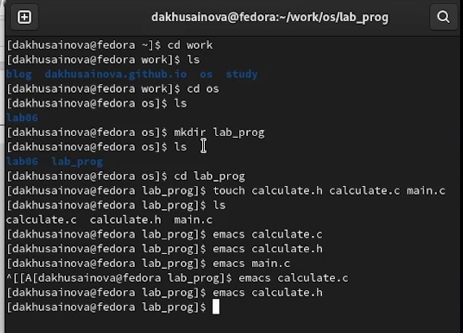 dakhusainova@fedora:~/work/os/lab_prog
[dakhusainova@fedora ~]$ cd work
[dakhusainova@fedora work]$ ls
blog  dakhusainova.github.io  os  study
[dakhusainova@fedora work]$ cd os
[dakhusainova@fedora os]$ ls
lab06
[dakhusainova@fedora os]$ mkdir lab_prog
[dakhusainova@fedora os]$ ls
lab06  lab_prog
[dakhusainova@fedora os]$ cd lab_prog
[dakhusainova@fedora lab_prog]$ touch calculate.h calculate.c main.c
[dakhusainova@fedora lab_prog]$ ls
calculate.c  calculate.h  main.c
[dakhusainova@fedora lab_prog]$ emacs calculate.c
[dakhusainova@fedora lab_prog]$ emacs calculate.h
[dakhusainova@fedora lab_prog]$ emacs main.c
^[[A[dakhusainova@fedora lab_prog]$ emacs calculate.c
[dakhusainova@fedora lab_prog]$ emacs calculate.h
[dakhusainova@fedora lab_prog]$